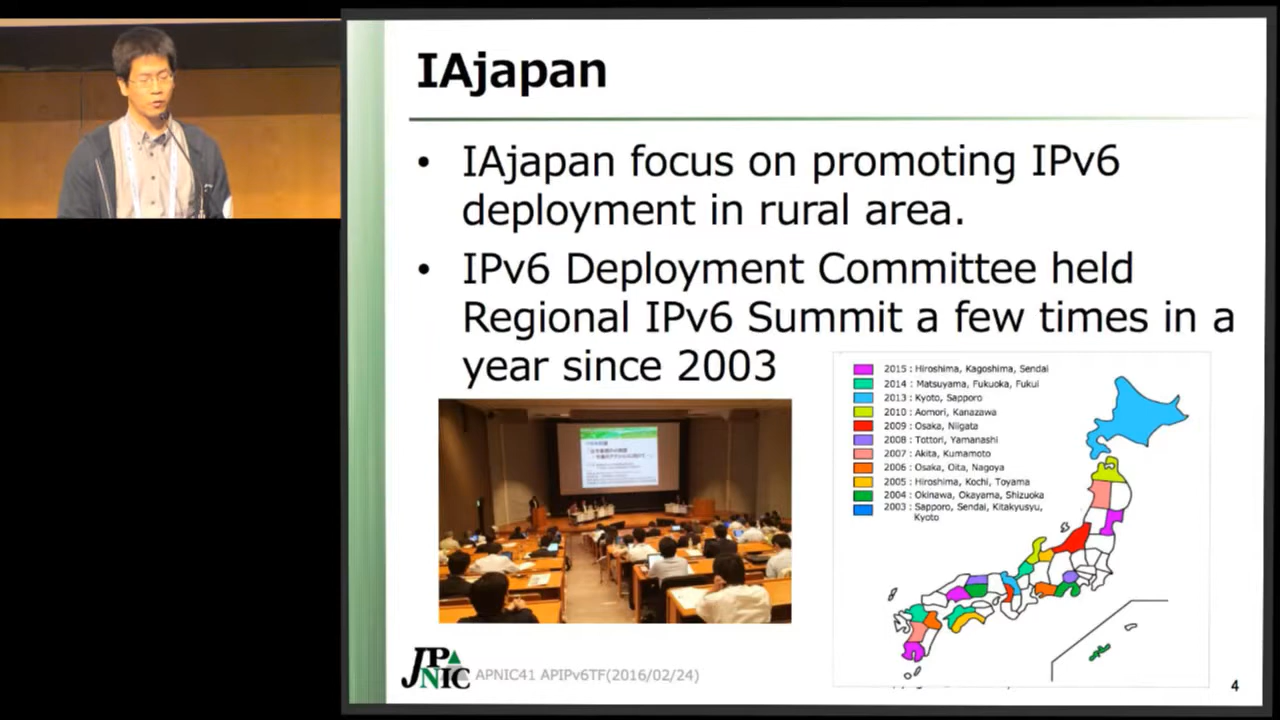 IAjapan
• IAjapan focus on promoting IPv6
deployment in rural area.
• IPv6 Deployment Committee held
Regional IPv6 Summit a few times in a
year since 2003
2015 : Hiroshima, Kagoshima, Sendai
2014 : Matsuyama, Fukuoka, Fukui
2013 : Kyoto, Sapporo
2010 : Aomori, Kanazawa
2009 : Osaka, Niigata
2008 : Tottori, Yamanashi
2007 : Akita, Kumamoto
2006 : Osaka, Oita, Nagoya
2005 : Hiroshima, Kochi, Toyama
2004 : Okinawa, Okayama, Shizuoka
2003 : Sapporo, Sendai, Kitakyusyu,
Kyoto
JPNIC
APNIC41 APIPv6TF(2016/02/24)
4